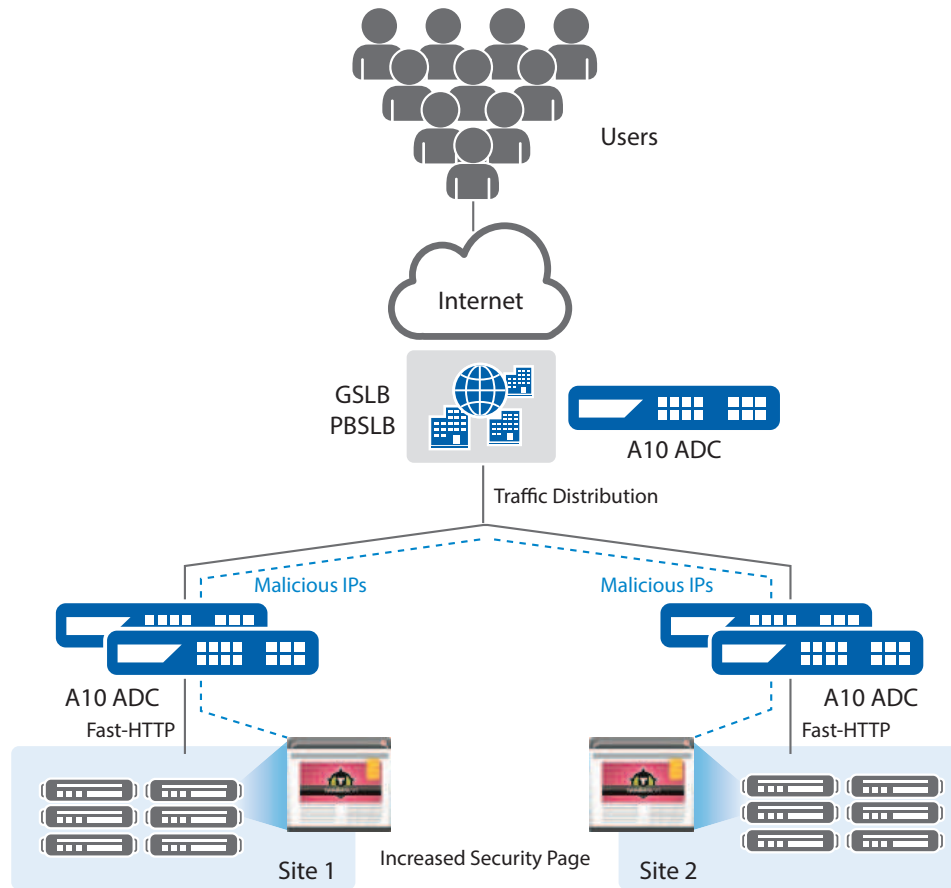 Users
Internet
GSLB
PBSLB
A10 ADC
Traffic Distribution
Malicious IPs
Malicious IPs
A10 ADC
A10 ADC
Fast-HTTP
Fast-HTTP
Increased Security Page
Site 1
Site 2